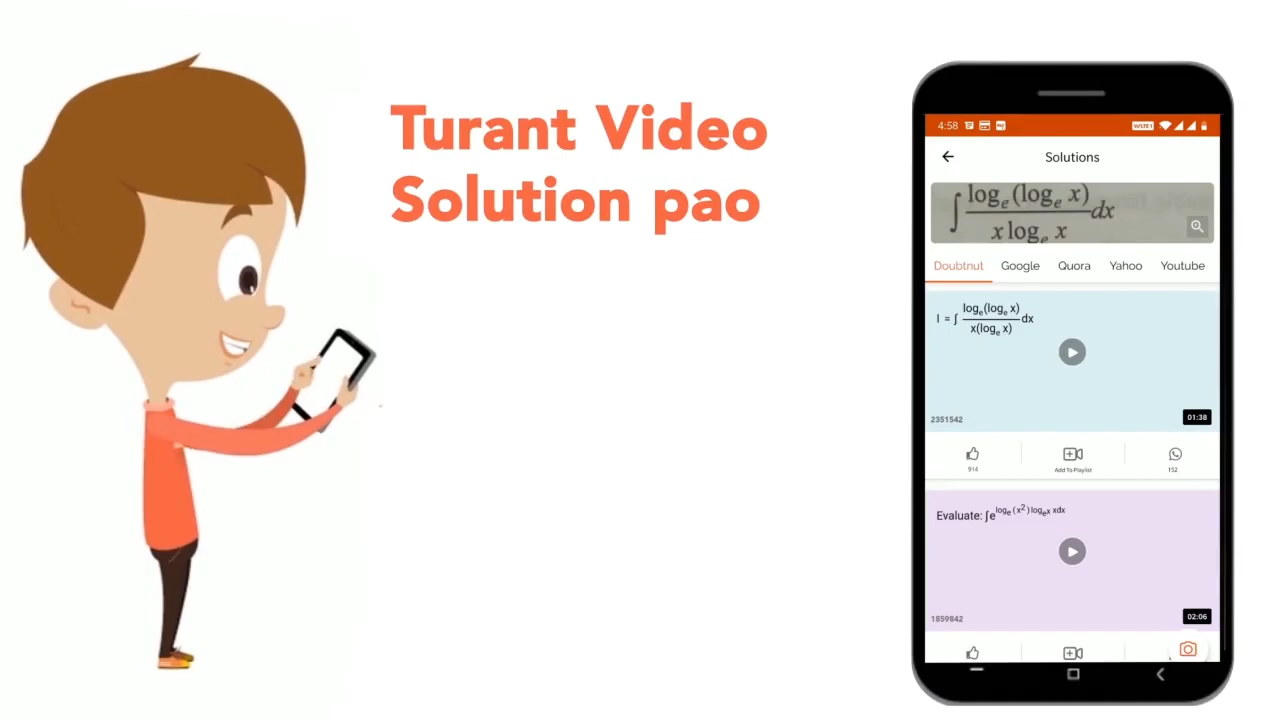 Turant Video
Solution pao
4:58
VoLTE1
Solutions
∫ logₑ(logₑ x) / x logₑ x dx
Doubtnut Google Quora Yahoo Youtube
I = ∫ logₑ(logₑ x) / x(logₑ x) dx
2351542 01:38
914 Add To Playlist 152
Evaluate: ∫e^logₑ(x²)logₑx xdx
1859842 02:06